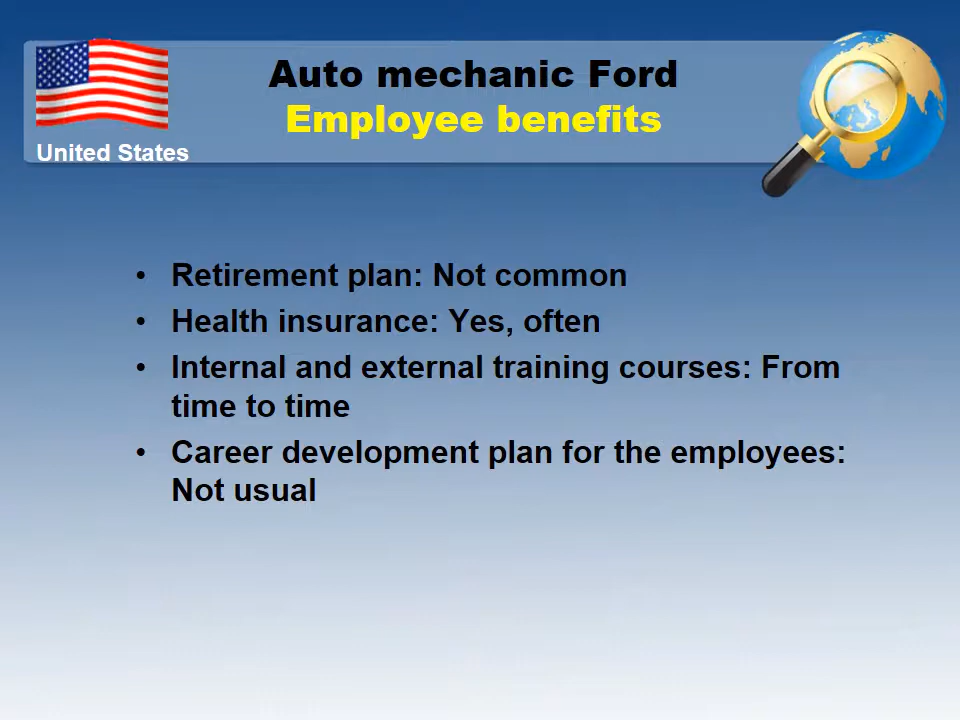 Auto mechanic Ford
Employee benefits
United States
• Retirement plan: Not common
• Health insurance: Yes, often
• Internal and external training courses: From
time to time
• Career development plan for the employees:
Not usual